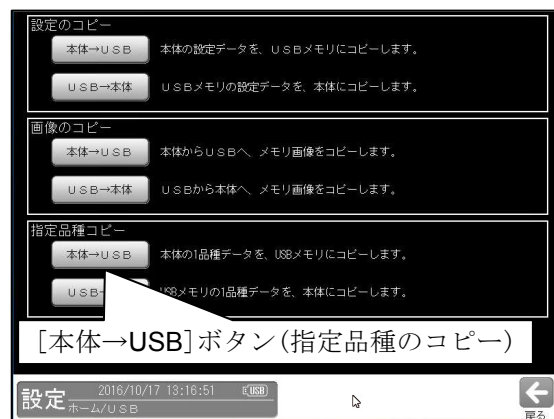 設定のコピー
本体→USB 本体の設定データを、USBメモリにコピーします。
USB→本体 USBメモリの設定データを、本体にコピーします。
画像のコピー
本体→USB 本体からUSBへ、メモリ画像をコピーします。
USB→本体 USBから本体へ、メモリ画像をコピーします。
指定品種コピー
本体→USB 本体の1品種データを、USBメモリにコピーします。
USB USBメモリの1品種データを、本体にコピーします。
[本体→USB]ボタン(指定品種のコピー)
設定 2016/10/17 13:16:51 USB
ホーム/USB
戻る